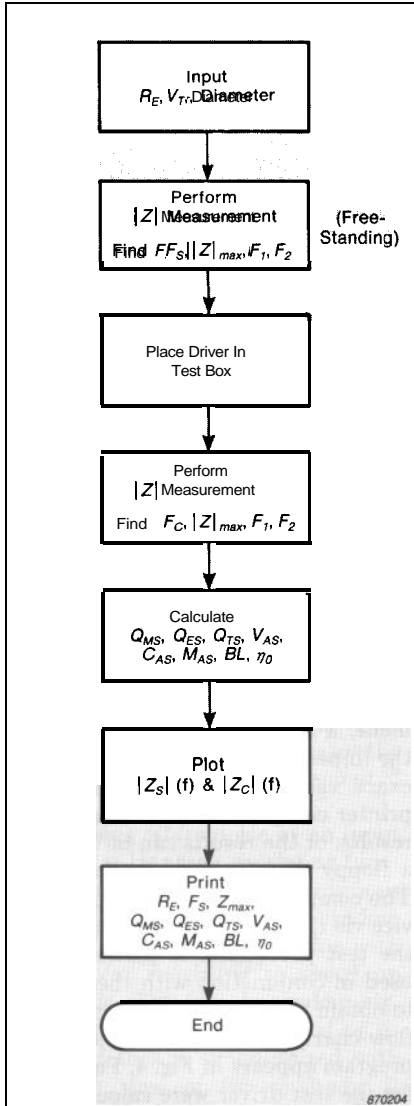 Input
R_E, V_T, Diameter
Perform
|Z| Measurement
Find F_S, |Z|_max, F_1, F_2
(Free-
Standing)
Place Driver In
Test Box
Perform
|Z| Measurement
Find F_C, |Z|_max, F_1, F_2
Calculate
Q_MS, Q_ES, Q_TS, V_AS,
C_AS, M_AS, BL, η_0
Plot
|Z_S| (f) & |Z_C| (f)
Print
R_E, F_S, Z_max,
Q_MS, Q_ES, Q_TS, V_AS,
C_AS, M_AS, BL, η_0
End
870204